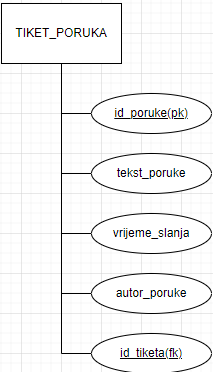 TIKET_PORUKA
id_poruke(pk)
tekst_poruke
vrijeme_slanja
autor_poruke
id_tiketa(fk)